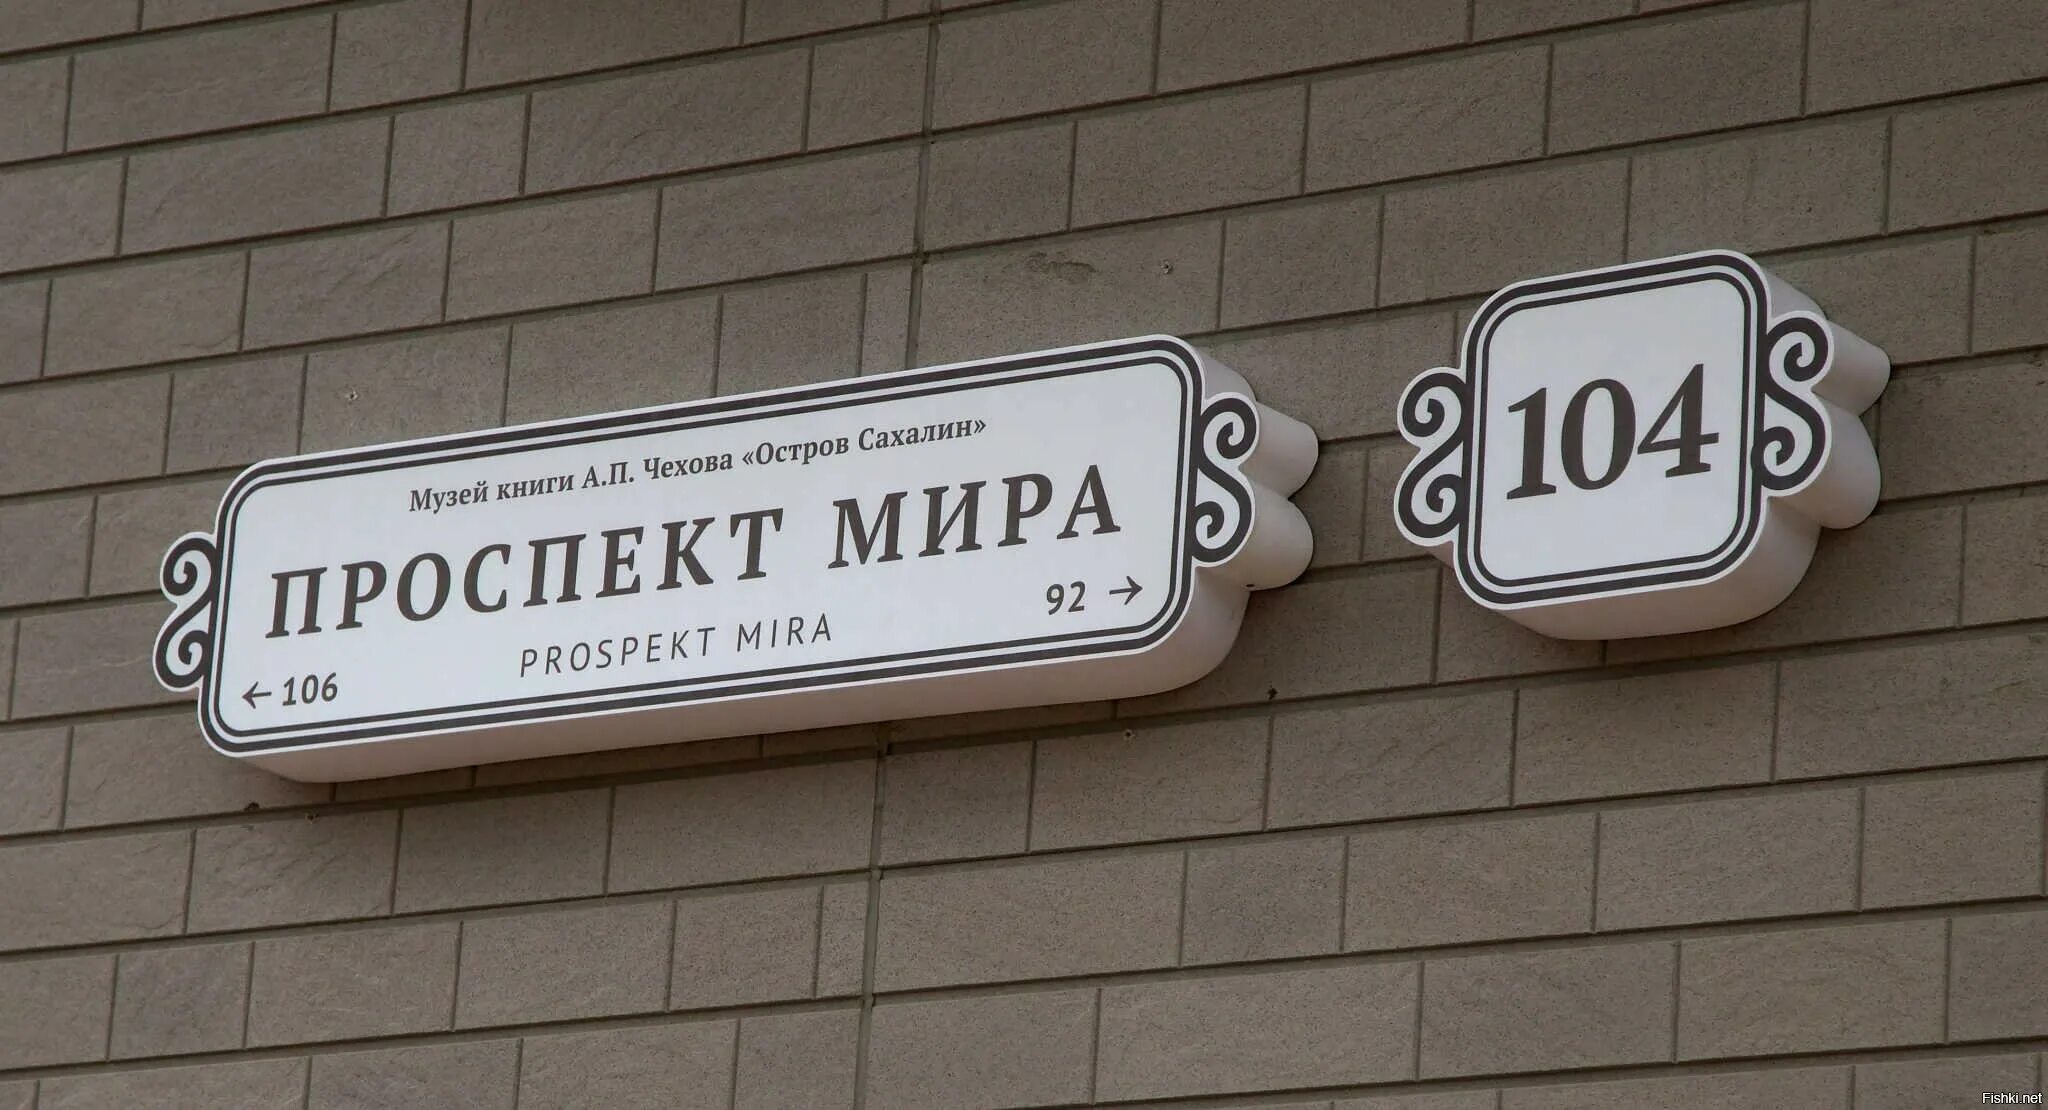 Музей книги А.П. Чехова «Остров Сахалин»
ПРОСПЕКТ МИРА
PROSPEKT MIRA
←106
92 →
104
Fishki.net